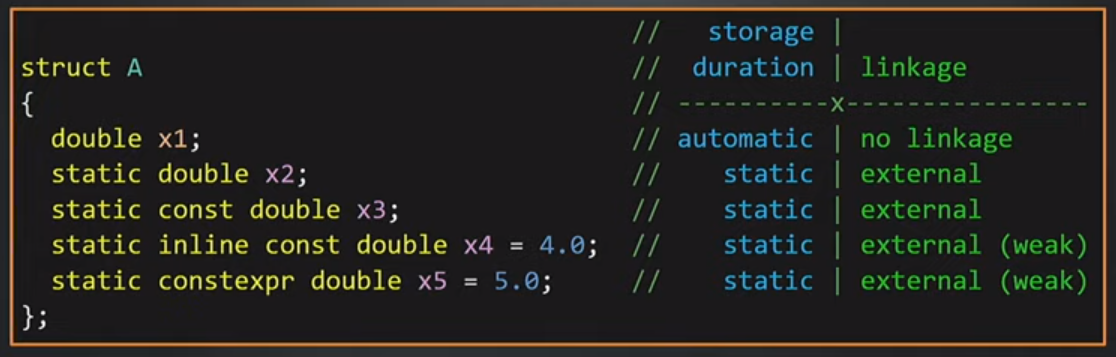 //   storage |
struct A                                 //  duration | linkage
{                                        // ----------x----------------
  double x1;                             // automatic | no linkage
  static double x2;                      //    static | external
  static const double x3;                //    static | external
  static inline const double x4 = 4.0;  //    static | external (weak)
  static constexpr double x5 = 5.0;      //    static | external (weak)
};